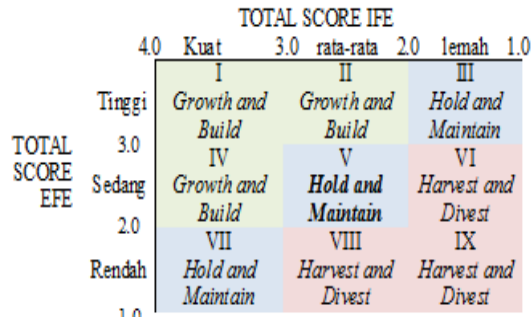 TOTAL SCORE IFE
4.0 Kuat 3.0 rata-rata 2.0 lemah 1.0
I II III
Tinggi Growth and Growth and Hold and
Build Build Maintain
3.0
IV V VI
TOTAL
SCORE
EFE
Sedang Growth and Hold and Harvest and
Build Maintain Divest
2.0
VII VIII IX
Rendah Hold and Harvest and Harvest and
Maintain Divest Divest
1.0